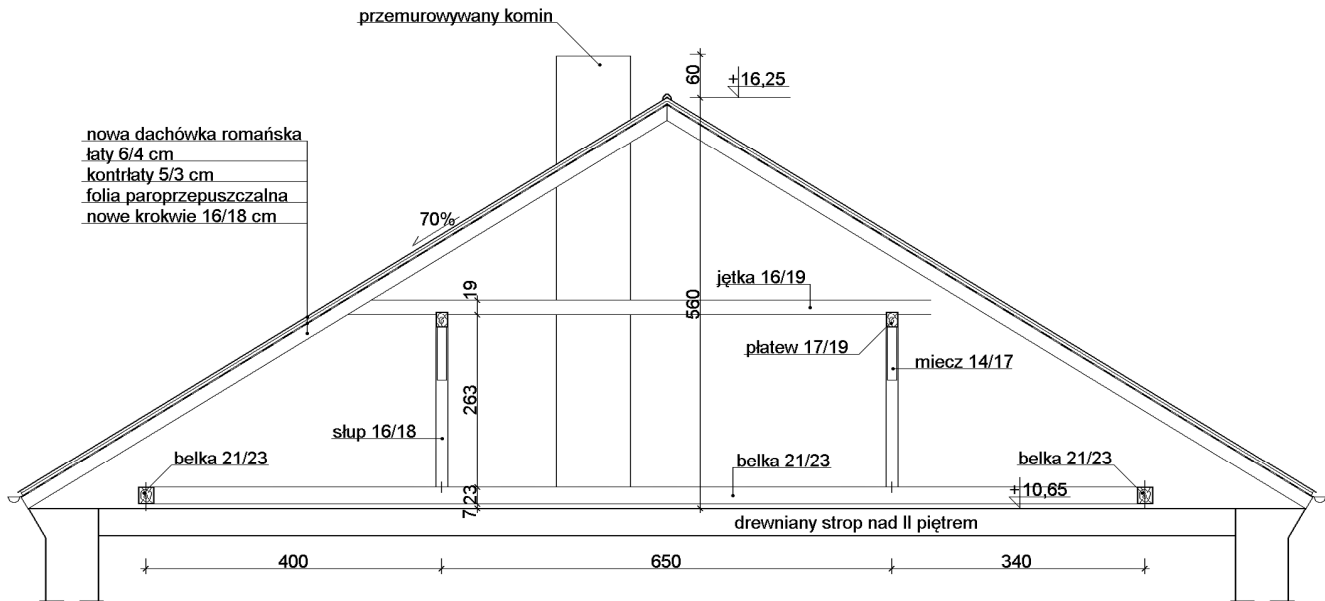 przemurowywany komin
60
+16,25
nowa dachówka romańska
łaty 6/4 cm
kontrłaty 5/3 cm
folia paroprzepuszczalna
nowe krokwie 16/18 cm
70%
jętka 16/19
19
560
płatew 17/19
miecz 14/17
263
słup 16/18
belka 21/23
belka 21/23
belka 21/23
+10,65
7,23
drewniany strop nad II piętrem
400
650
340